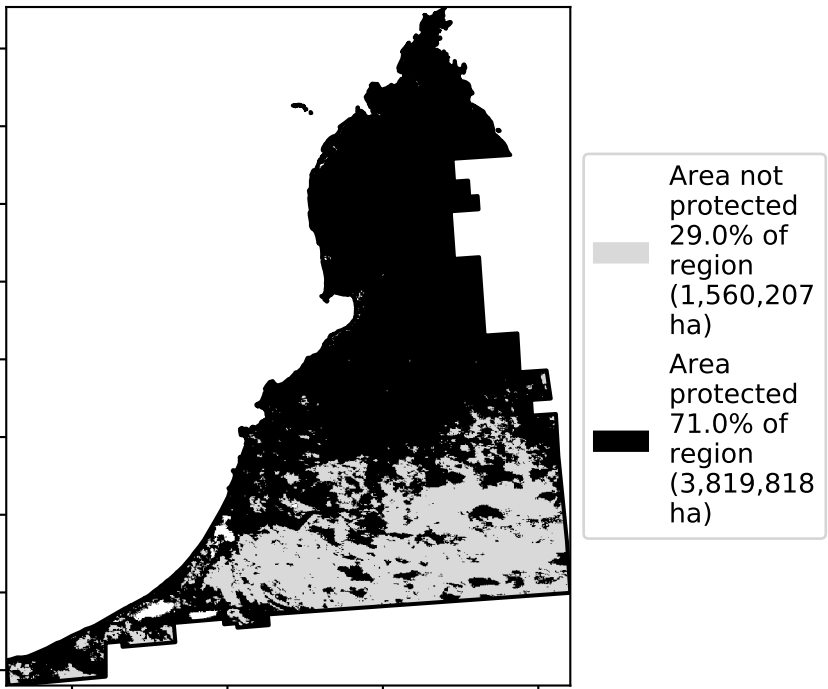 Area not
protected
29.0% of
region
(1,560,207
ha)
Area
protected
71.0% of
region
(3,819,818
ha)